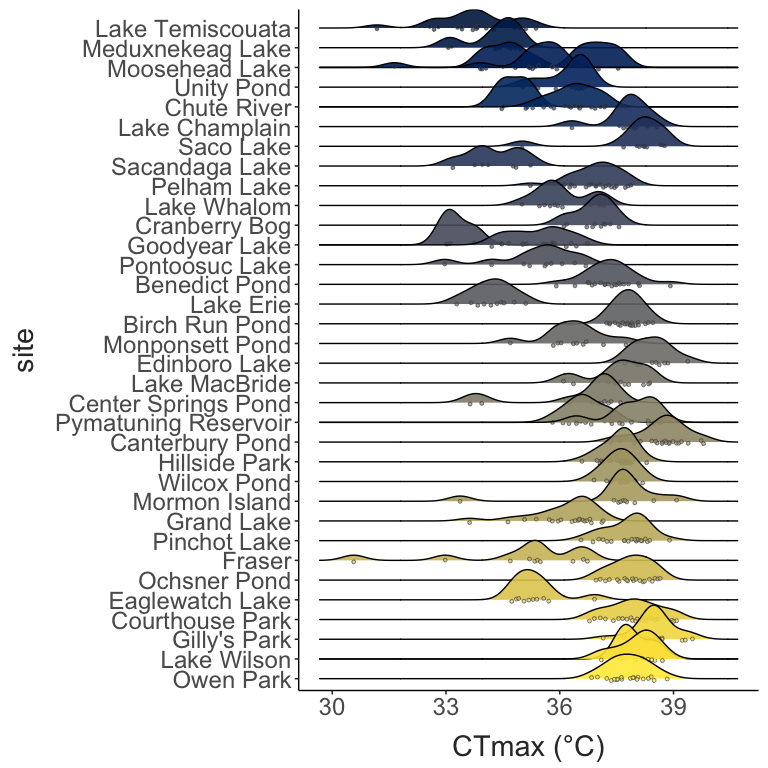 Lake Temiscouata
Meduxnekeag Lake
Moosehead Lake
Unity Pond
Chute River
Lake Champlain
Saco Lake
Sacandaga Lake
Pelham Lake
Lake Whalom
Cranberry Bog
Goodyear Lake
Pontoosuc Lake
Benedict Pond
Lake Erie
Birch Run Pond
Monponsett Pond
Edinboro Lake
Lake MacBride
Center Springs Pond
Pymatuning Reservoir
Canterbury Pond
Hillside Park
Wilcox Pond
Mormon Island
Grand Lake
Pinchot Lake
Fraser
Ochsner Pond
Eaglewatch Lake
Courthouse Park
Gilly's Park
Lake Wilson
Owen Park
site
30 33 36 39
CTmax (°C)